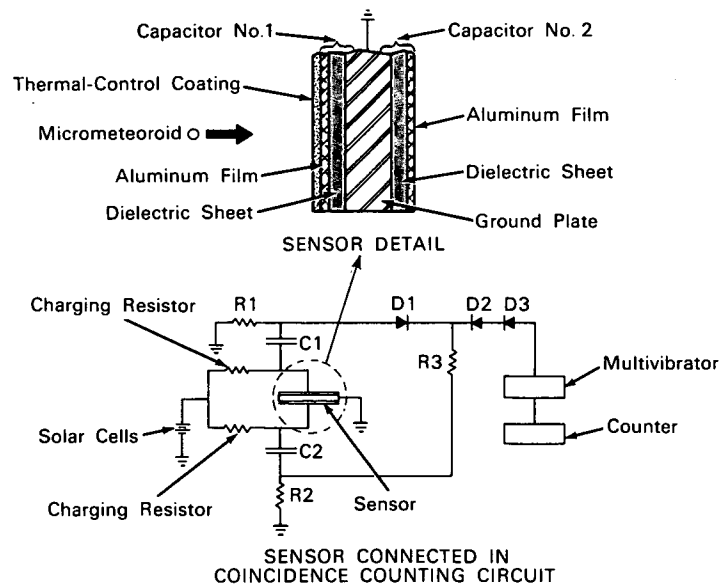 Capacitor No.1
Capacitor No. 2
Thermal-Control Coating
Micrometeoroid
Aluminum Film
Aluminum Film
Dielectric Sheet
Dielectric Sheet
Ground Plate
SENSOR DETAIL
Charging Resistor
R1
D1
D2
D3
C1
R3
Multivibrator
Counter
Solar Cells
C2
Charging Resistor
R2
Sensor
SENSOR CONNECTED IN
COINCIDENCE COUNTING CIRCUIT